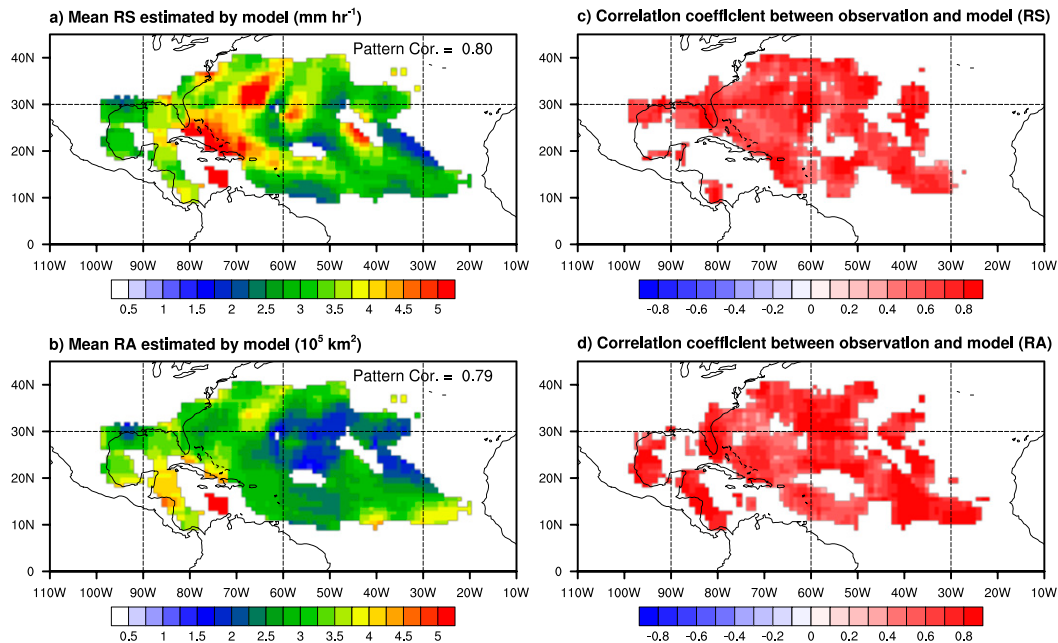 a) Mean RS estimated by model (mm hr⁻¹)
Pattern Cor. = 0.80
40N
30N
20N
10N
0
110W 100W 90W 80W 70W 60W 50W 40W 30W 20W 10W
0.5 1 1.5 2 2.5 3 3.5 4 4.5 5
c) Correlation coefficient between observation and model (RS)
40N
30N
20N
10N
0
110W 100W 90W 80W 70W 60W 50W 40W 30W 20W 10W
-0.8 -0.6 -0.4 -0.2 0 0.2 0.4 0.6 0.8
b) Mean RA estimated by model (10⁵ km²)
Pattern Cor. = 0.79
40N
30N
20N
10N
0
110W 100W 90W 80W 70W 60W 50W 40W 30W 20W 10W
0.5 1 1.5 2 2.5 3 3.5 4 4.5 5
d) Correlation coefficient between observation and model (RA)
40N
30N
20N
10N
0
110W 100W 90W 80W 70W 60W 50W 40W 30W 20W 10W
-0.8 -0.6 -0.4 -0.2 0 0.2 0.4 0.6 0.8